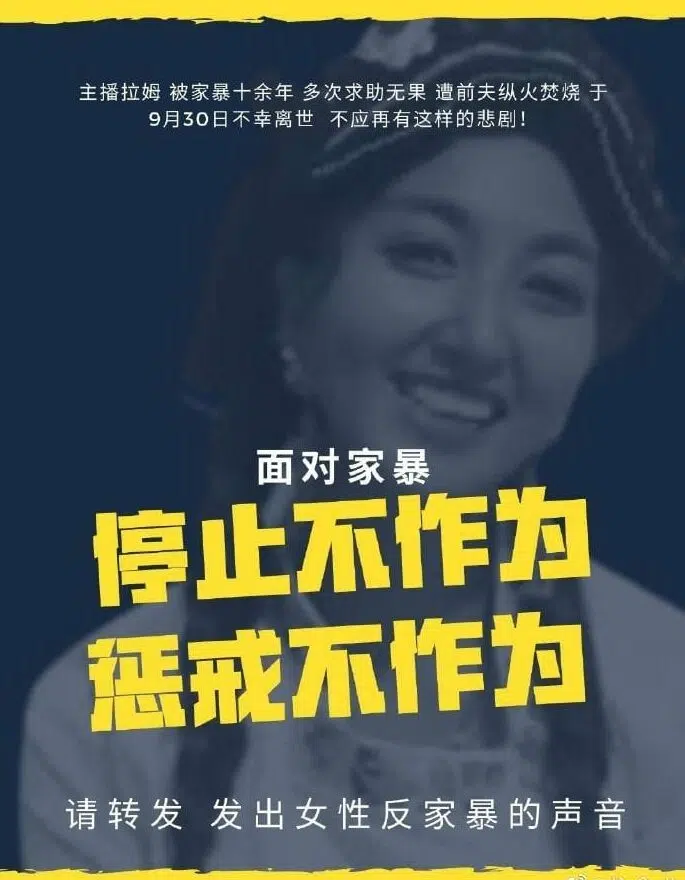 主播拉姆 被家暴十余年 多次求助无果 遭前夫纵火焚烧 于
9月30日不幸离世 不应再有这样的悲剧！
面对家暴
停止不作为
惩戒不作为
请转发 发出女性反家暴的声音